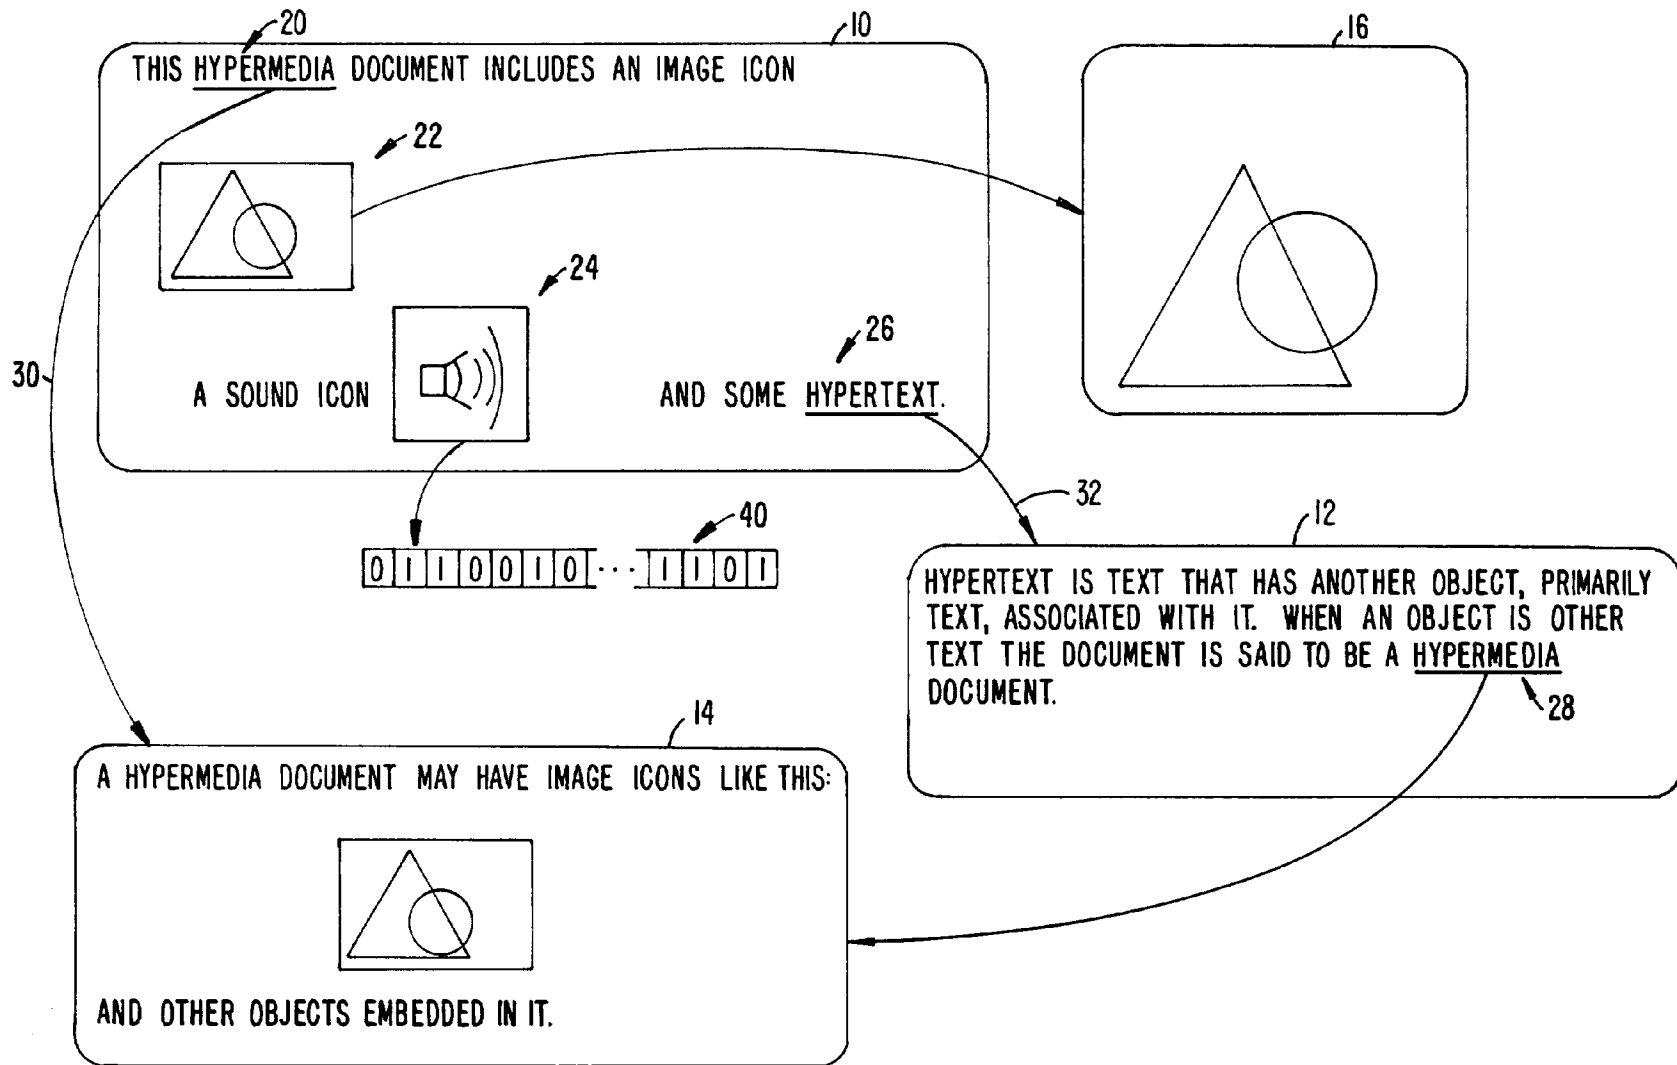 20
10
16
THIS HYPERMEDIA DOCUMENT INCLUDES AN IMAGE ICON
22
24
26
30
A SOUND ICON
AND SOME HYPERTEXT.
32
40
12
0 1 1 0 0 1 0 ... 1 1 0 1
HYPERTEXT IS TEXT THAT HAS ANOTHER OBJECT, PRIMARILY
TEXT, ASSOCIATED WITH IT. WHEN AN OBJECT IS OTHER
TEXT THE DOCUMENT IS SAID TO BE A HYPERMEDIA
DOCUMENT.
28
14
A HYPERMEDIA DOCUMENT MAY HAVE IMAGE ICONS LIKE THIS:
AND OTHER OBJECTS EMBEDDED IN IT.